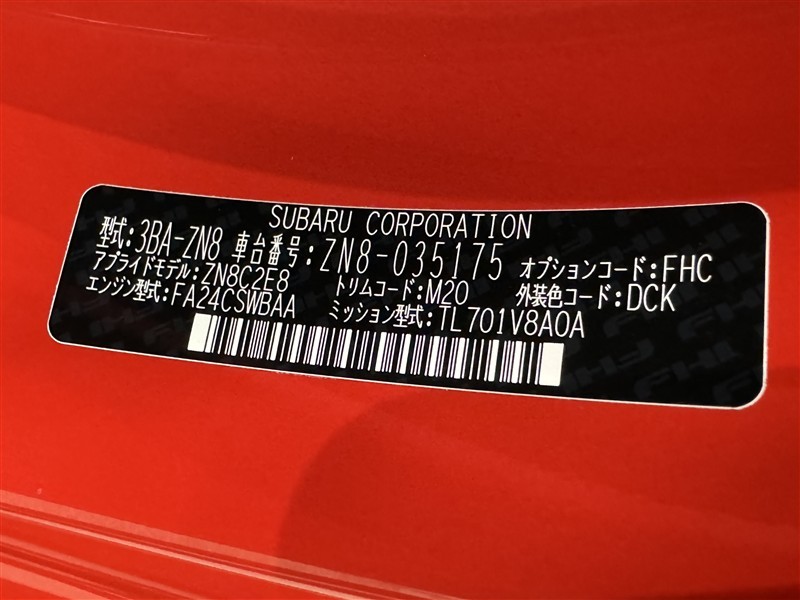 SUBARU CORPORATION
型式:3BA-ZN8 車台番号:ZN8-035175 オプションコード:FHC
アプライドモデル:ZN8C2E8 トリムコード:M20 外装色コード:DCK
エンジン型式:FA24CSWBAA ミッション型式:TL701V8AOA